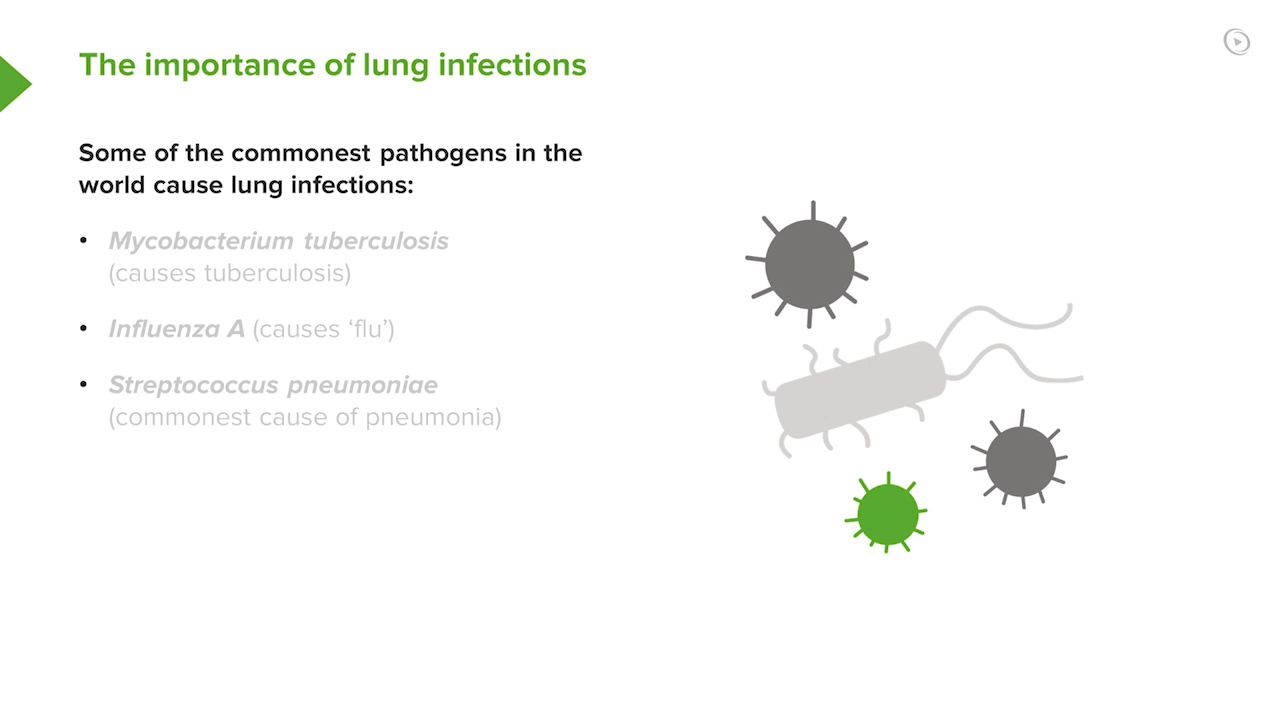 The importance of lung infections
Some of the commonest pathogens in the
world cause lung infections:
• Mycobacterium tuberculosis
(causes tuberculosis)
• Influenza A (causes ‘flu’)
• Streptococcus pneumoniae
(commonest cause of pneumonia)